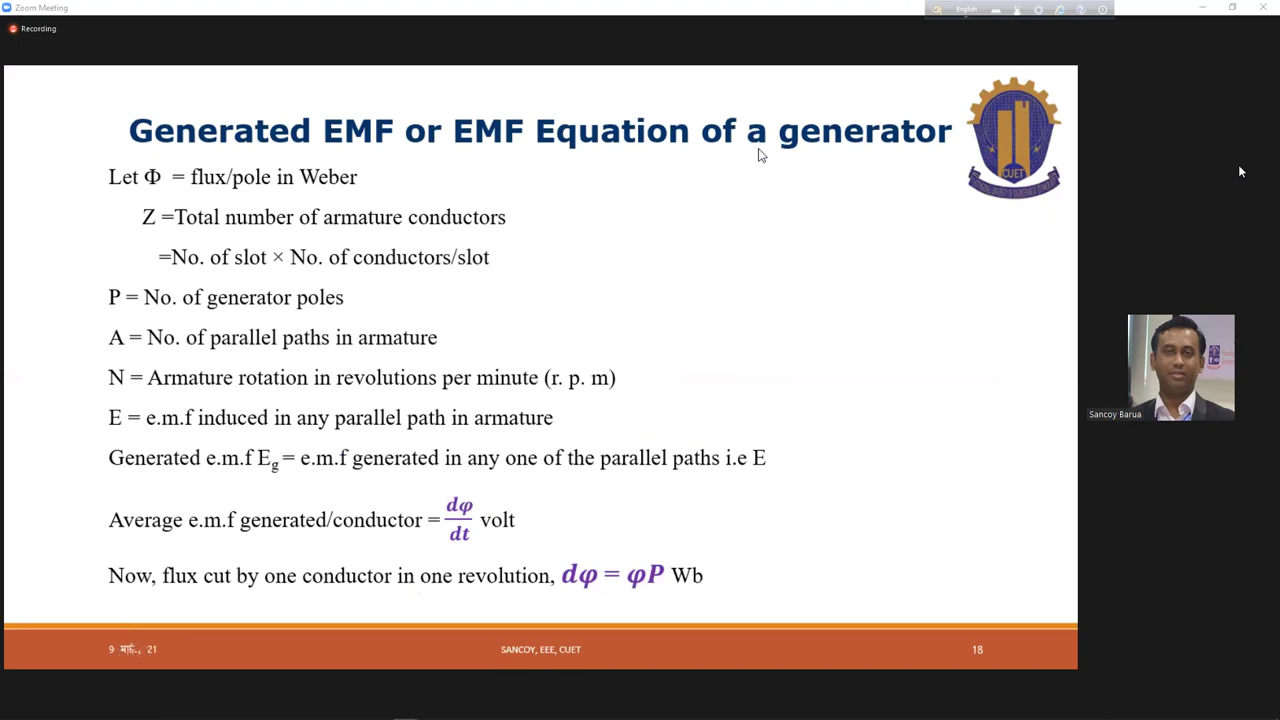 Zoom Meeting
English
Recording
Generated EMF or EMF Equation of a generator
CUET
Let Φ = flux/pole in Weber
Z =Total number of armature conductors
=No. of slot × No. of conductors/slot
P = No. of generator poles
A = No. of parallel paths in armature
N = Armature rotation in revolutions per minute (r. p. m)
E = e.m.f induced in any parallel path in armature
Generated e.m.f Eg = e.m.f generated in any one of the parallel paths i.e E
Average e.m.f generated/conductor = dφ/dt volt
Now, flux cut by one conductor in one revolution, dφ = φP Wb
Sancoy Barua
9 মার্চ, 21
SANCOY, EEE, CUET
18